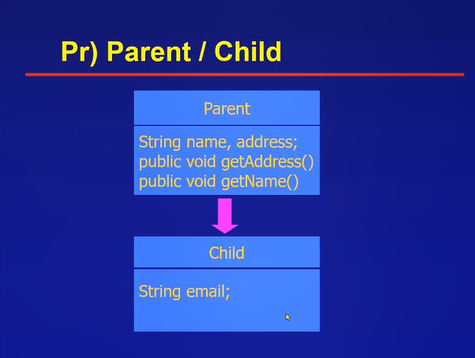 Pr) Parent / Child
Parent
String name, address;
public void getAddress()
public void getName()
Child
String email;